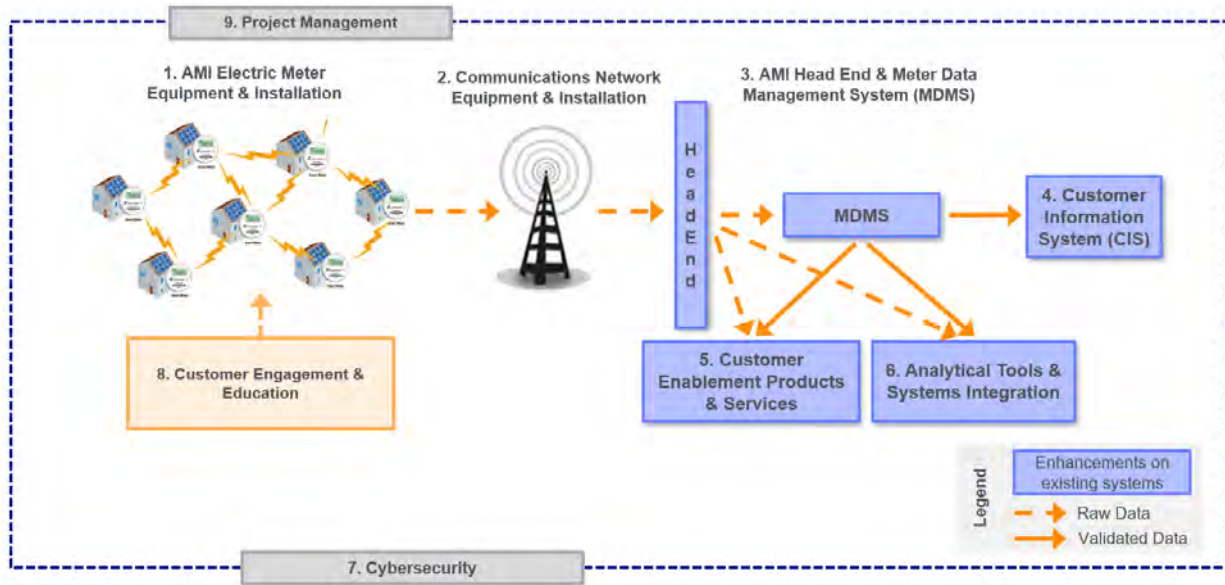 9. Project Management
1. AMI Electric Meter
Equipment & Installation
2. Communications Network
Equipment & Installation
3. AMI Head End & Meter Data
Management System (MDMS)
HeadEnd
MDMS
4. Customer
Information
System (CIS)
8. Customer Engagement &
Education
5. Customer
Enablement Products
& Services
6. Analytical Tools &
Systems Integration
Legend
Enhancements on
existing systems
Raw Data
Validated Data
7. Cybersecurity